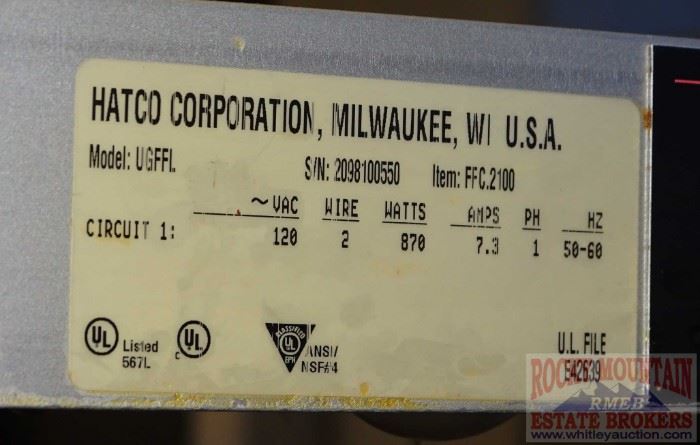 HATCO CORPORATION, MILWAUKEE, WI U.S.A.
Model: UGFFL S/N: 2098100550 Item: FFC.2100
~VAC WIRE WATTS AMPS PH HZ
CIRCUIT 1: 120 2 870 7.3 1 50-60
UL Listed 567L
c UL
CLASSIFIED UL EPH ANSI/ NSF#4
U.L. FILE
E42639
ROCKY MOUNTAIN
RMEB
ESTATE BROKERS
www.whitleyauction.com